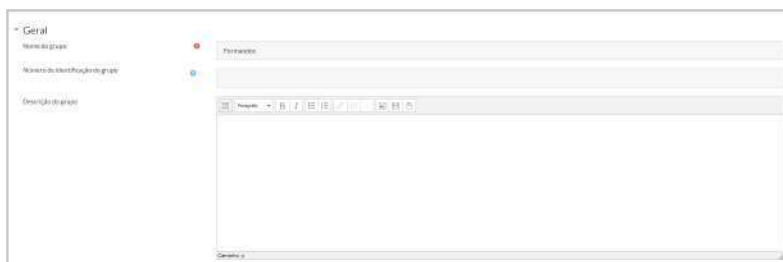 Geral
Nome do grupo
Formandos
Número de identificação do grupo
Descrição do grupo
Parágrafo
B I
Caminho: p